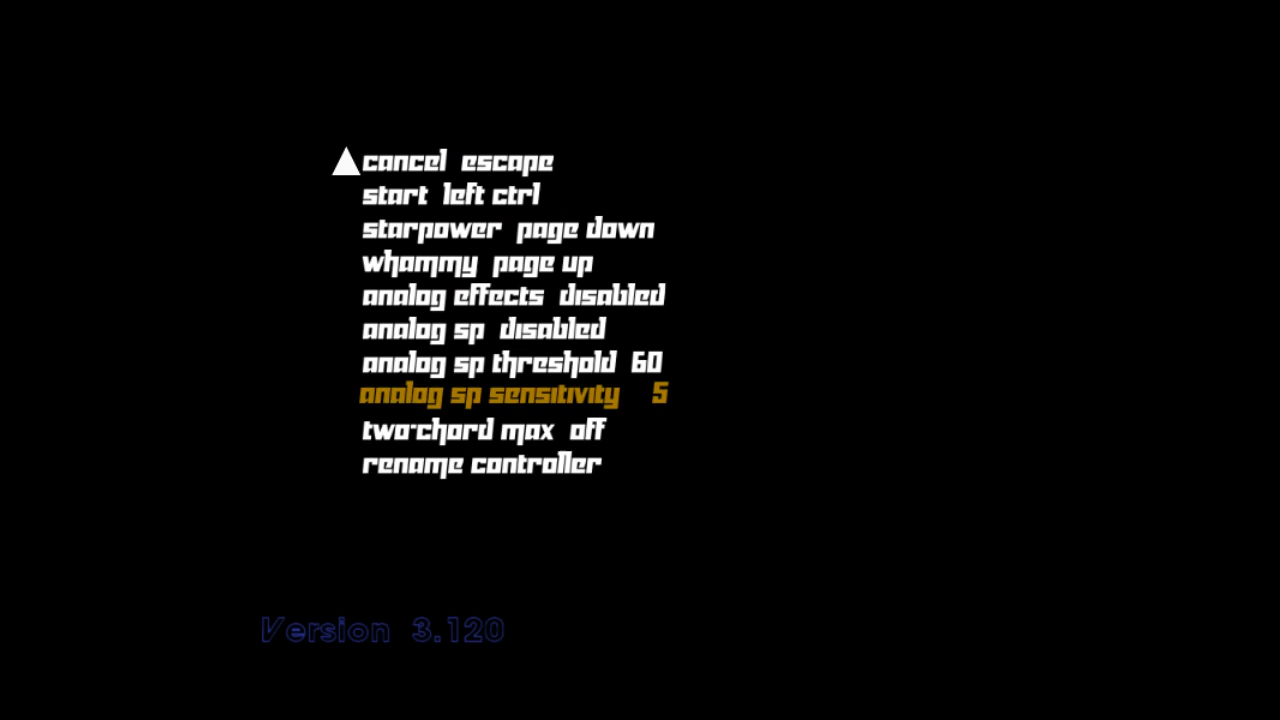 cancel escape
start left ctrl
starpower page down
whammy page up
analog effects disabled
analog sp disabled
analog sp threshold 60
analog sp sensitivity 5
two-chord max off
rename controller
Version 3.120